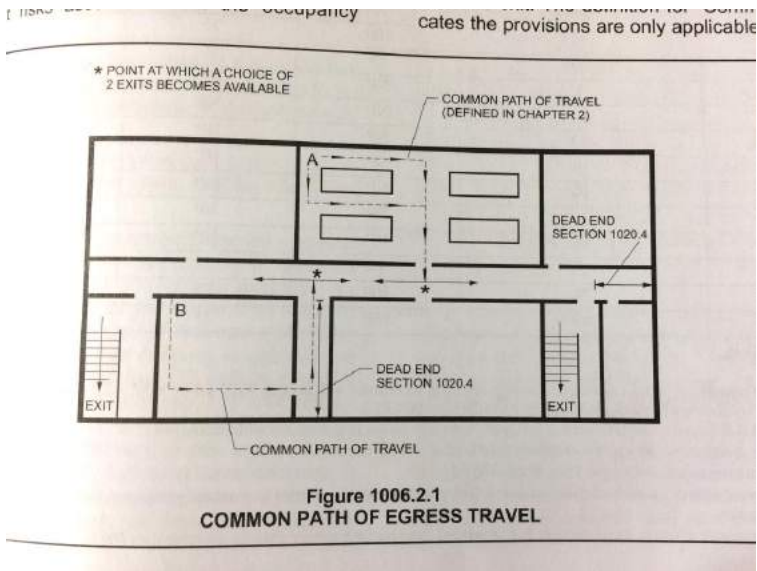 the occupancy
cates the provisions are only applicable
* POINT AT WHICH A CHOICE OF
2 EXITS BECOMES AVAILABLE
COMMON PATH OF TRAVEL
(DEFINED IN CHAPTER 2)
A
DEAD END
SECTION 1020.4
*
*
B
DEAD END
SECTION 1020.4
EXIT
EXIT
COMMON PATH OF TRAVEL
Figure 1006.2.1
COMMON PATH OF EGRESS TRAVEL